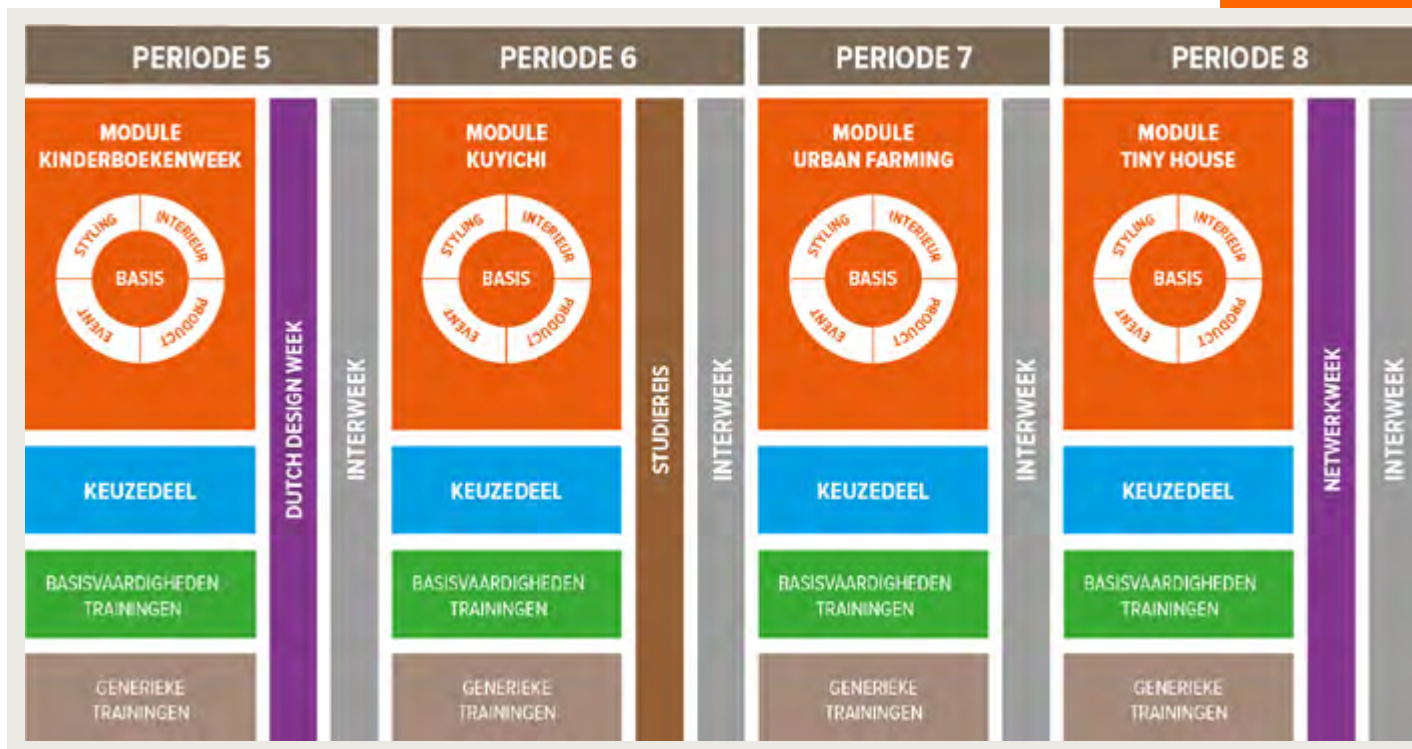 PERIODE 5
MODULE
KINDERBOEKENWEEK
STYLING
INTERIEUR
BASIS
EVENT
PRODUCT
KEUZEDEEL
BASISVAARDIGHEDEN
TRAININGEN
GENERIEKE
TRAININGEN
DUTCH DESIGN WEEK
INTERWEEK
PERIODE 6
MODULE
KUYICHI
STYLING
INTERIEUR
BASIS
EVENT
PRODUCT
KEUZEDEEL
BASISVAARDIGHEDEN
TRAININGEN
GENERIEKE
TRAININGEN
STUDIEREIS
INTERWEEK
PERIODE 7
MODULE
URBAN FARMING
STYLING
INTERIEUR
BASIS
EVENT
PRODUCT
KEUZEDEEL
BASISVAARDIGHEDEN
TRAININGEN
GENERIEKE
TRAININGEN
INTERWEEK
PERIODE 8
MODULE
TINY HOUSE
STYLING
INTERIEUR
BASIS
EVENT
PRODUCT
KEUZEDEEL
BASISVAARDIGHEDEN
TRAININGEN
GENERIEKE
TRAININGEN
NETWERKWEEK
INTERWEEK